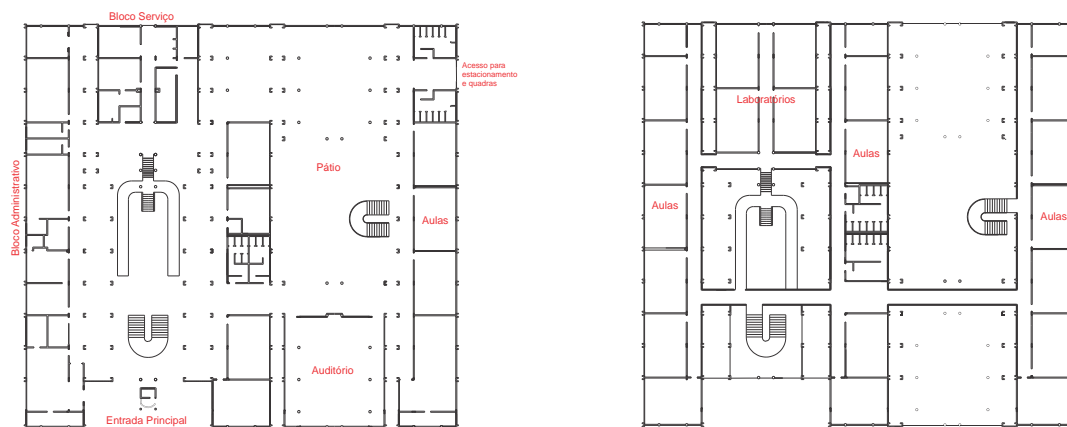 Bloco Serviço
Acesso para
estacionamento
e quadras
Pátio
Bloco Administrativo
Aulas
Auditório
Entrada Principal
Laboratórios
Aulas
Aulas
Aulas